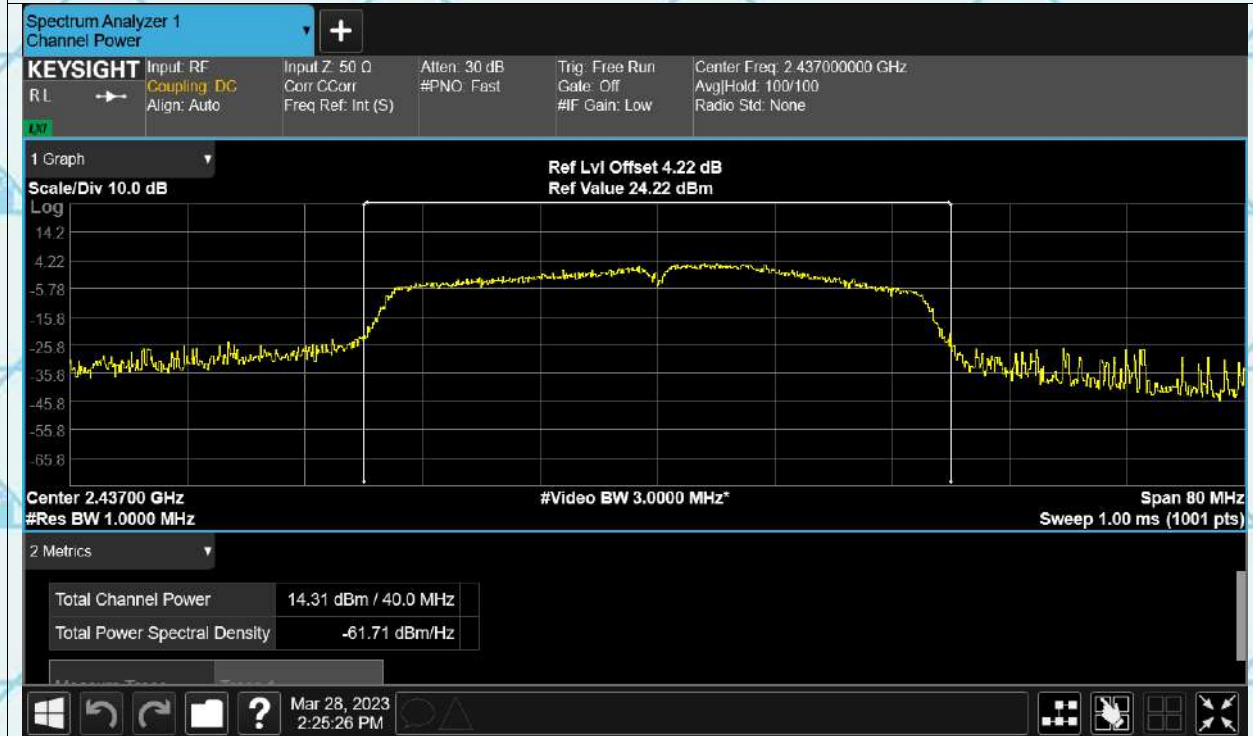 Spectrum Analyzer 1
Channel Power
+
KEYSIGHT Input: RF Input Z: 50 Ω Atten: 30 dB Trig: Free Run Center Freq: 2.437000000 GHz
RL Coupling: DC Corr CCorr #PNO: Fast Gate: Off Avg|Hold: 100/100
Align: Auto Freq Ref: Int (S) #IF Gain: Low Radio Std: None
LXI
1 Graph Ref Lvl Offset 4.22 dB
Scale/Div 10.0 dB Ref Value 24.22 dBm
Log
14.2
4.22
-5.78
-15.8
-25.8
-35.8
-45.8
-55.8
-65.8
Center 2.43700 GHz #Video BW 3.0000 MHz* Span 80 MHz
#Res BW 1.0000 MHz Sweep 1.00 ms (1001 pts)
2 Metrics
Total Channel Power 14.31 dBm / 40.0 MHz
Total Power Spectral Density -61.71 dBm/Hz
? Mar 28, 2023
2:25:26 PM